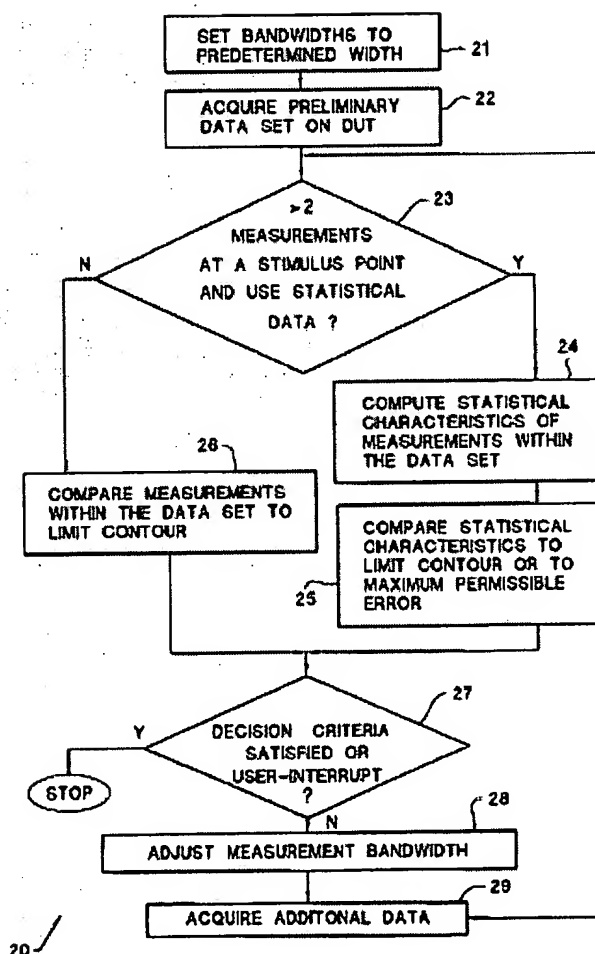 SET BANDWIDTHS TO
PREDETERMINED WIDTH
21
ACQUIRE PRELIMINARY
DATA SET ON DUT
22
>2
MEASUREMENTS
AT A STIMULUS POINT
AND USE STATISTICAL
DATA ?
23
N
Y
24
COMPUTE STATISTICAL
CHARACTERISTICS OF
MEASUREMENTS WITHIN
THE DATA SET
26
COMPARE MEASUREMENTS
WITHIN THE DATA SET TO
LIMIT CONTOUR
COMPARE STATISTICAL
CHARACTERISTICS TO
LIMIT CONTOUR OR TO
MAXIMUM PERMISSIBLE
ERROR
25
27
Y
DECISION CRITERIA
SATISFIED OR
USER-INTERRUPT
?
STOP
N
28
ADJUST MEASUREMENT BANDWIDTH
29
ACQUIRE ADDITONAL DATA
20